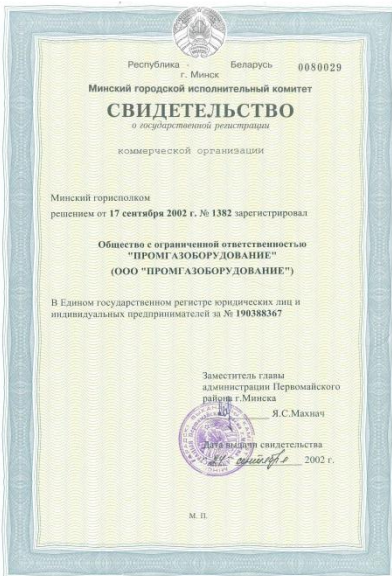 Республика - Беларусь 0080029
г. Минск
Минский городской исполнительный комитет
СВИДЕТЕЛЬСТВО
о государственной регистрации
коммерческой организации
Минский горисполком
решением от 17 сентября 2002 г. № 1382 зарегистрировал
Общество с ограниченной ответственностью
"ПРОМГАЗОБОРУДОВАНИЕ"
(ООО "ПРОМГАЗОБОРУДОВАНИЕ")
В Едином государственном регистре юридических лиц и
индивидуальных предпринимателей за № 190388367
Заместитель главы
администрации Первомайского
района г.Минска
Я.С.Махнач
Дата выдачи свидетельства
сентября 2002 г.
М. П.